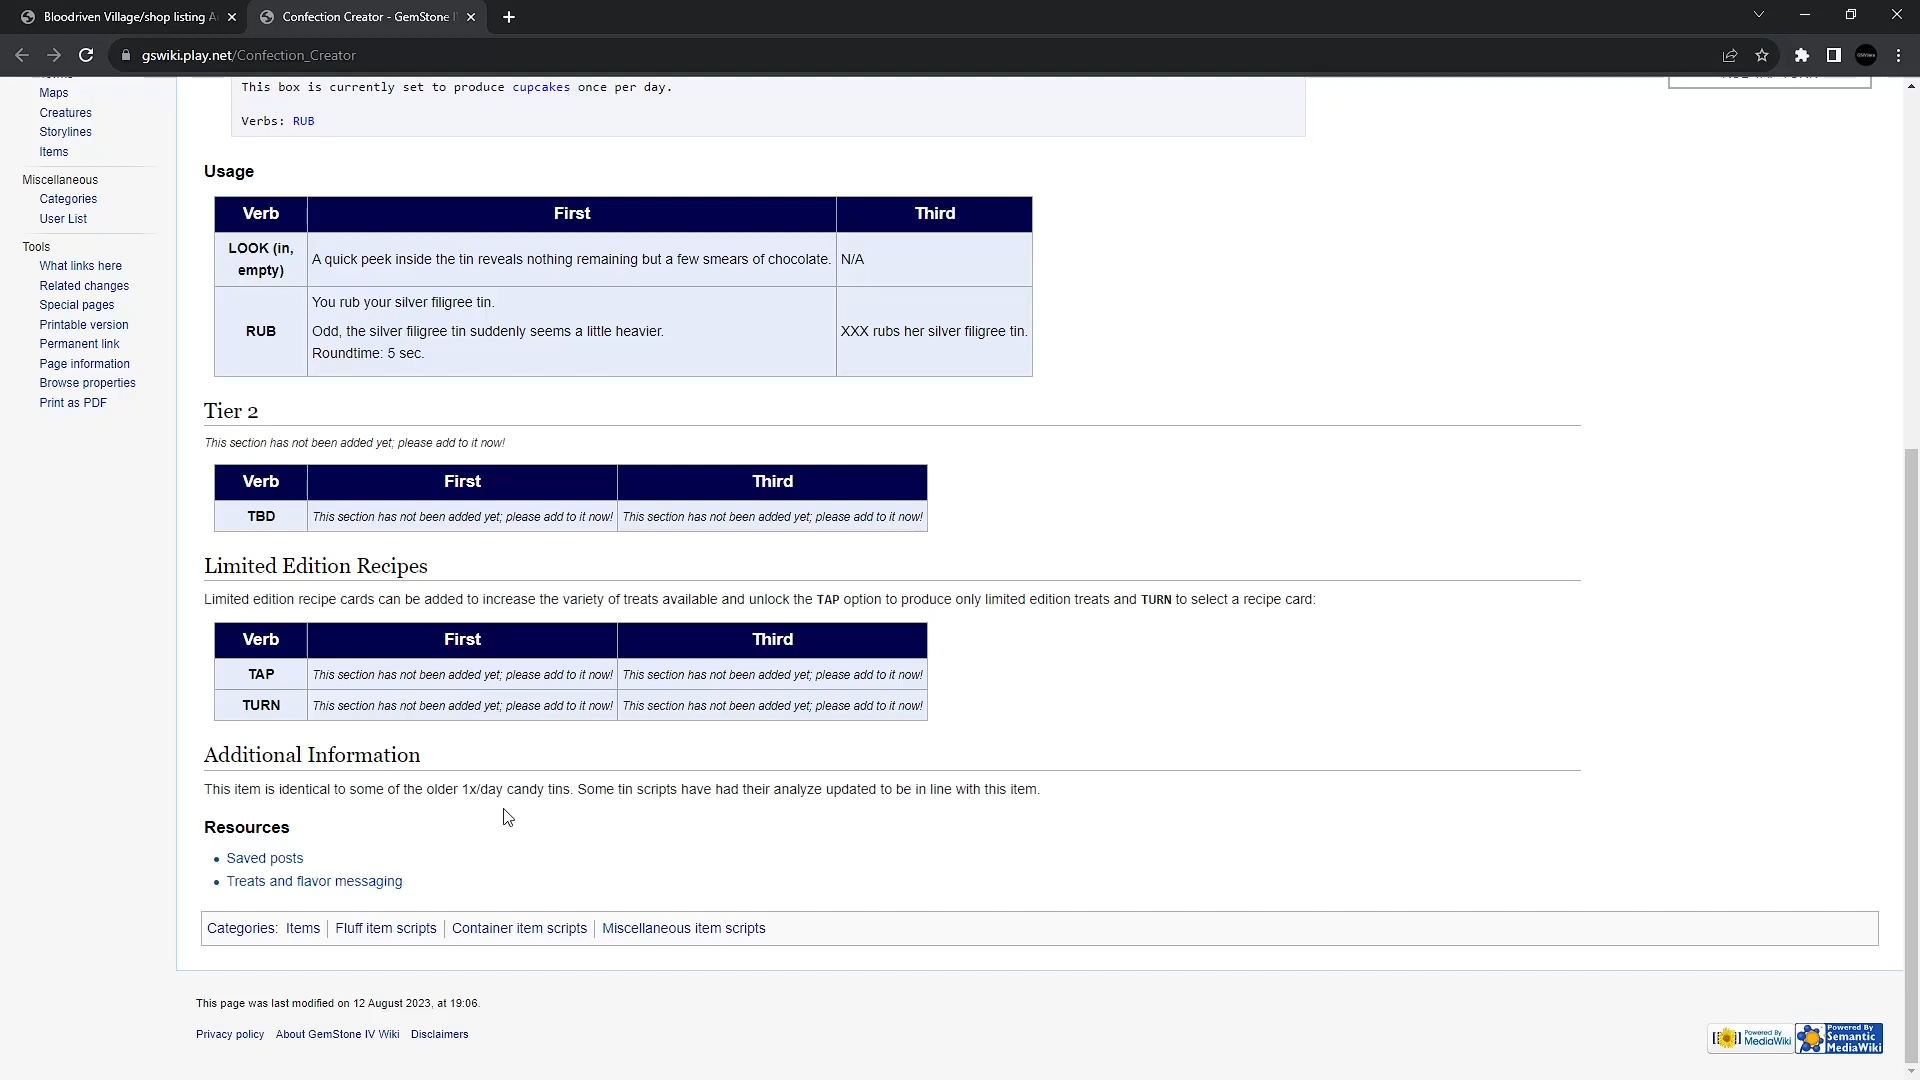 Bloodriven Village/shop listing A
Confection Creator - GemStone I
gswiki.play.net/Confection_Creator
Maps
Creatures
Storylines
Items
Miscellaneous
Categories
User List
Tools
What links here
Related changes
Special pages
Printable version
Permanent link
Page information
Browse properties
Print as PDF
This box is currently set to produce cupcakes once per day.
Verbs: RUB
Usage
Verb First Third
LOOK (in, empty) A quick peek inside the tin reveals nothing remaining but a few smears of chocolate. N/A
RUB You rub your silver filigree tin.
Odd, the silver filigree tin suddenly seems a little heavier.
Roundtime: 5 sec.
XXX rubs her silver filigree tin.
Tier 2
This section has not been added yet; please add to it now!
Verb First Third
TBD This section has not been added yet; please add to it now! This section has not been added yet; please add to it now!
Limited Edition Recipes
Limited edition recipe cards can be added to increase the variety of treats available and unlock the TAP option to produce only limited edition treats and TURN to select a recipe card:
Verb First Third
TAP This section has not been added yet; please add to it now! This section has not been added yet; please add to it now!
TURN This section has not been added yet; please add to it now! This section has not been added yet; please add to it now!
Additional Information
This item is identical to some of the older 1x/day candy tins. Some tin scripts have had their analyze updated to be in line with this item.
Resources
Saved posts
Treats and flavor messaging
Categories: Items Fluff item scripts Container item scripts Miscellaneous item scripts
This page was last modified on 12 August 2023, at 19:06.
Privacy policy About GemStone IV Wiki Disclaimers
Powered By MediaWiki
Powered By Semantic MediaWiki